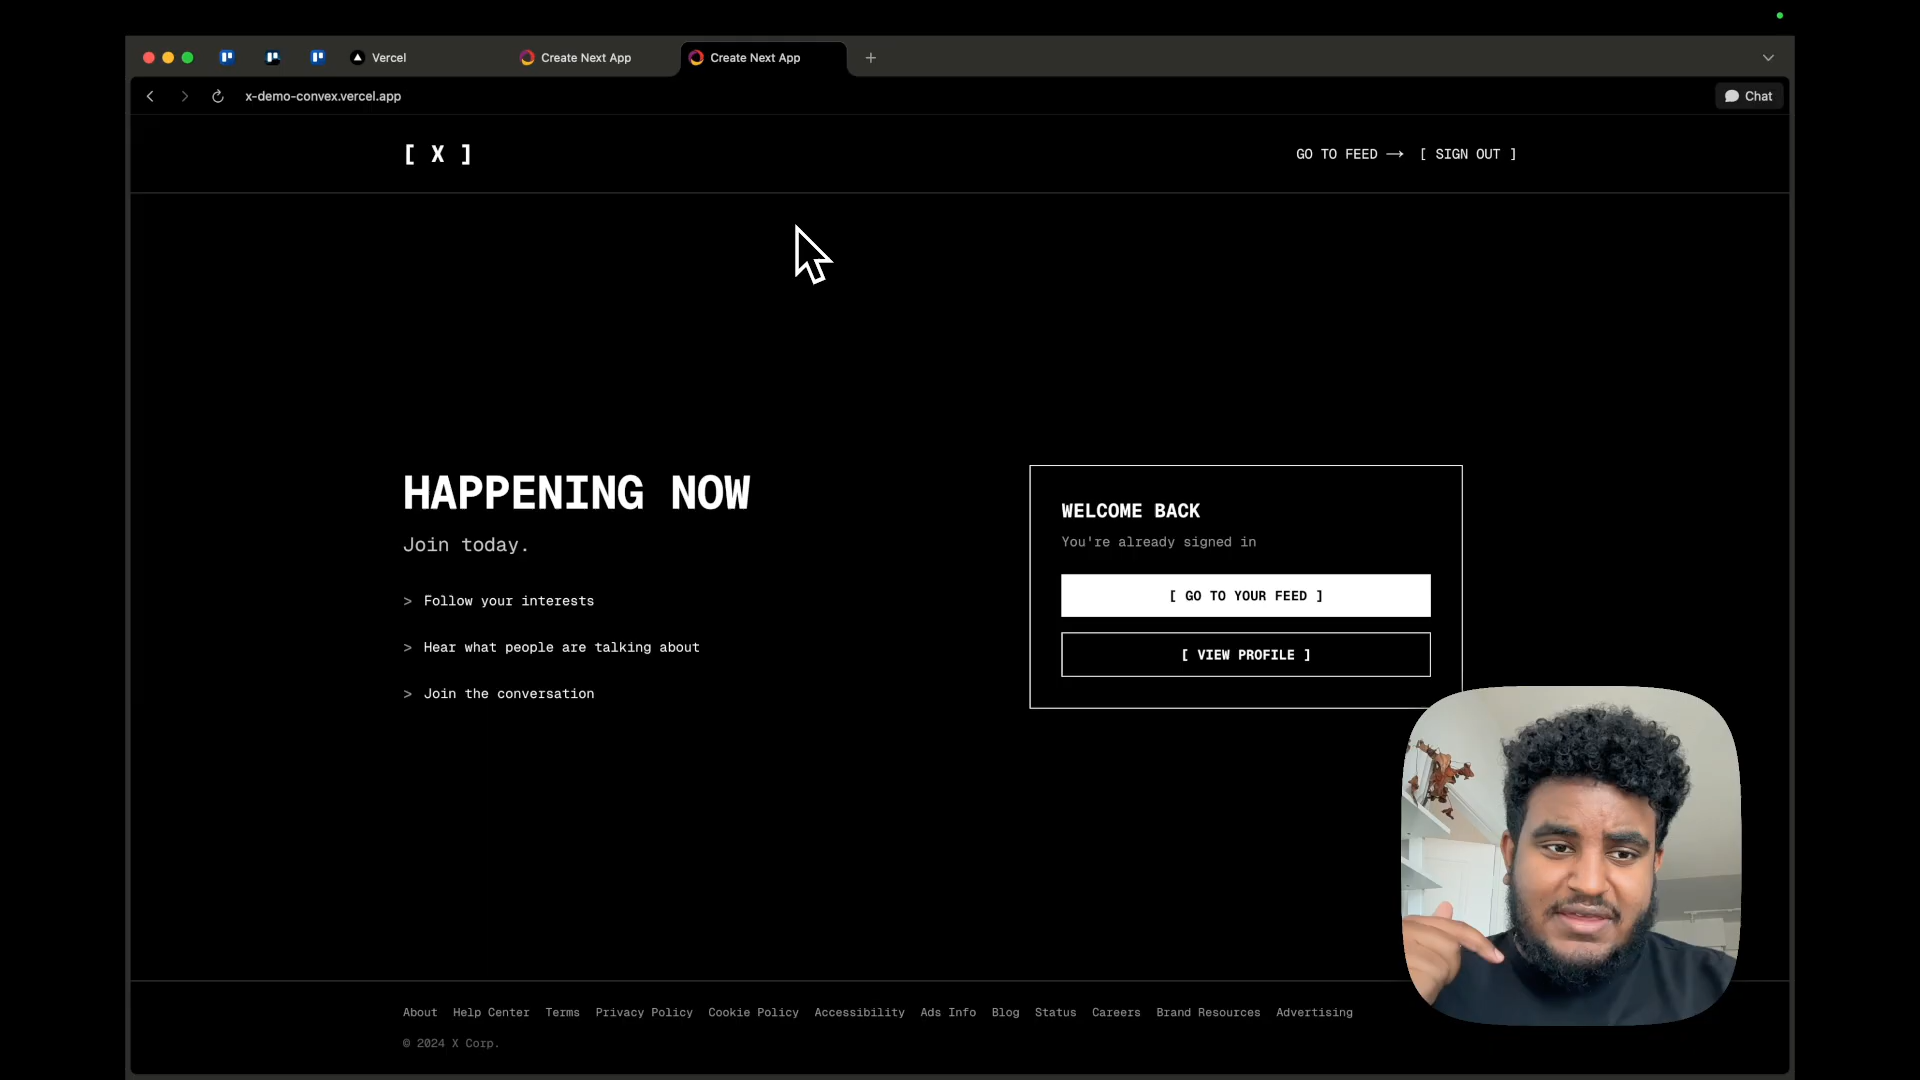 Vercel
Create Next App
Create Next App
x-demo-convex.vercel.app
Chat
[ X ]
GO TO FEED → [ SIGN OUT ]
HAPPENING NOW
Join today.
> Follow your interests
> Hear what people are talking about
> Join the conversation
WELCOME BACK
You're already signed in
[ GO TO YOUR FEED ]
[ VIEW PROFILE ]
About Help Center Terms Privacy Policy Cookie Policy Accessibility Ads Info Blog Status Careers Brand Resources Advertising
© 2024 X Corp.